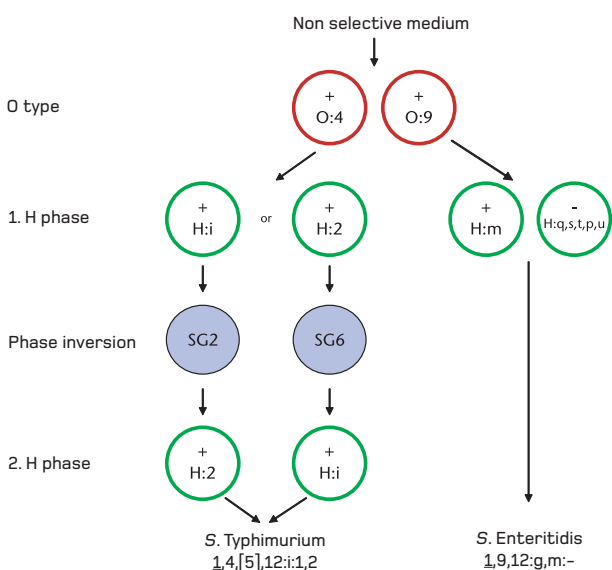 Non selective medium
O type
+
O:4
+
O:9
1. H phase
+
H:i
or
+
H:2
+
H:m
-
H:q,s,t,p,u
Phase inversion
SG2
SG6
2. H phase
+
H:2
+
H:i
S. Typhimurium
1,4,[5],12:i:1,2
S. Enteritidis
1,9,12:g,m:–